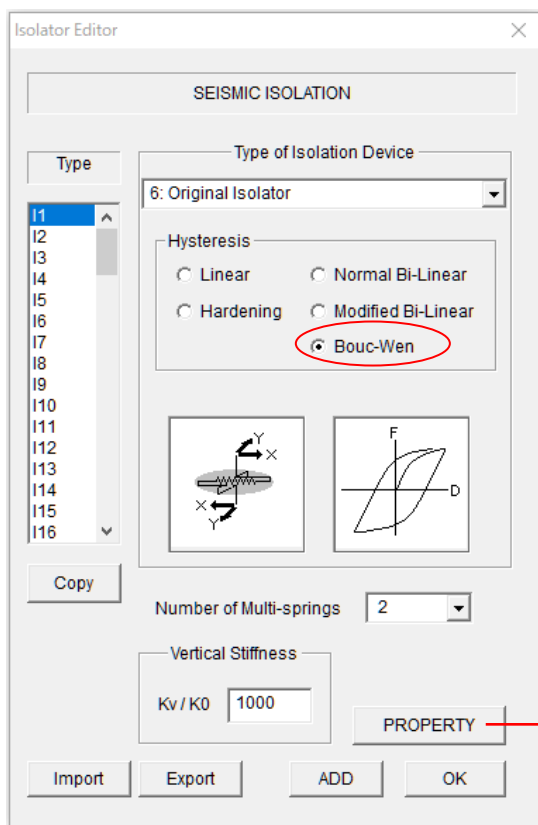 Isolator Editor
SEISMIC ISOLATION
Type
I1
I2
I3
I4
I5
I6
I7
I8
I9
I10
I11
I12
I13
I14
I15
I16
Copy
Type of Isolation Device
6: Original Isolator
Hysteresis
Linear Normal Bi-Linear
Hardening Modified Bi-Linear
Bouc-Wen
Y
X
X
Y
F
D
Number of Multi-springs 2
Vertical Stiffness
Kv / K0 1000
PROPERTY
Import Export ADD OK